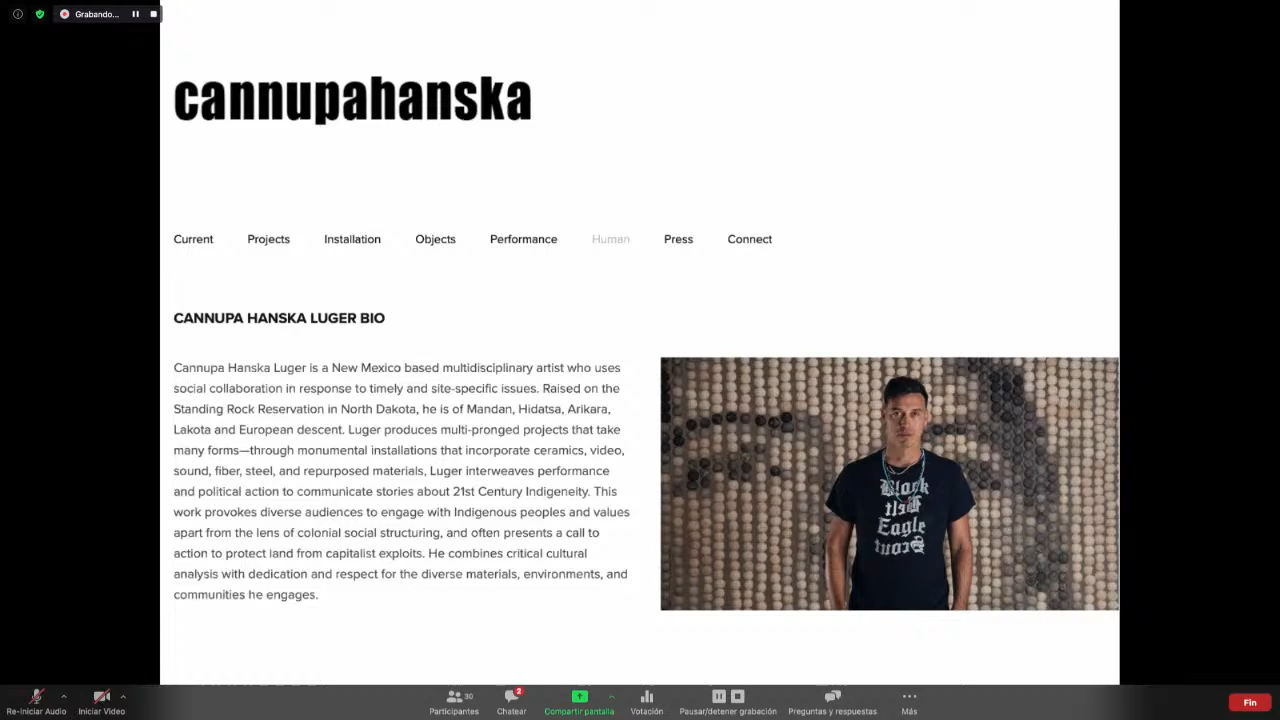 Grabando...
cannupahanska
Current Projects Installation Objects Performance Human Press Connect
CANNUPA HANSKA LUGER BIO
Cannupa Hanska Luger is a New Mexico based multidisciplinary artist who uses
social collaboration in response to timely and site-specific issues. Raised on the
Standing Rock Reservation in North Dakota, he is of Mandan, Hidatsa, Arikara,
Lakota and European descent. Luger produces multi-pronged projects that take
many forms—through monumental installations that incorporate ceramics, video,
sound, fiber, steel, and repurposed materials, Luger interweaves performance
and political action to communicate stories about 21st Century Indigeneity. This
work provokes diverse audiences to engage with Indigenous peoples and values
apart from the lens of colonial social structuring, and often presents a call to
action to protect land from capitalist exploits. He combines critical cultural
analysis with dedication and respect for the diverse materials, environments, and
communities he engages.
Black
Belt
Eagle
Scout
30
2
Re-iniciar Audio Iniciar Video Participantes Chatear Compartir pantalla Votación Pausar/detener grabación Preguntas y respuestas Más Fin